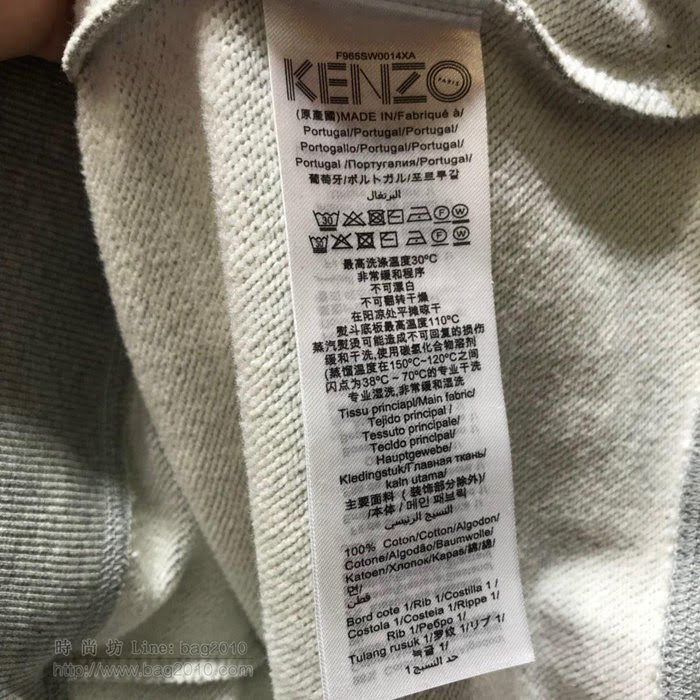 F965SW0014XA
KENZO
PARIS
(原產國)MADE IN/Fabriqué à/
Portugal/Portugal/Portugal/
Portogallo/Portugal/Portugal/
Portugal /Португалия/Portugal/
葡萄牙/ポルトガル/포르투갈/
البرتغال
30 F W
30 F W
最高洗涤温度30°C
非常缓和程序
不可漂白
不可翻转干燥
在阳凉处平摊晾干
熨斗底板最高温度110°C
蒸汽熨烫可能造成不可回复的损伤
缓和干洗,使用碳氢化合物溶剂
(蒸馏温度在150°C~120°C之间
闪点为38°C ~ 70°C的专业干洗
专业湿洗,非常缓和湿洗
Tissu princiapl/Main fabric/
Tejido principal /
Tessuto principale/
Tecido principal/
Hauptgewebe/
Kledingstuk/Главная ткань/
kaln utama/
主要面料 (装饰部分除外)/
/本体/ 메인 패브릭
النسيج الرئيسي
100% Coton/Cotton/Algodon/
Cotone/Algodão/Baumwolle/
Katoen/Хлопок/Kapas/綿/綿/
면/
قطن
Bord cote 1/Rib 1/Costilla 1/
Costola 1/Costela 1/Rippe 1/
Rib 1/Ребро 1/
Tulang rusuk 1/罗纹 1/リブ 1/
늑골 1/
حد النسيج 1
時尚坊 Line: bag2010
http://www.bag2010.com/